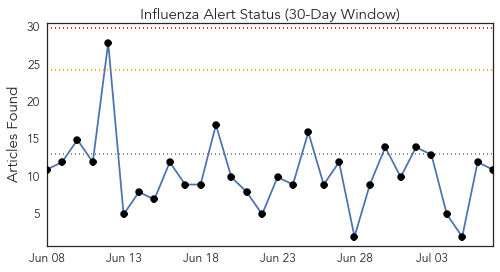 Influenza Alert Status (30-Day Window)
Articles Found
30
25
20
15
10
5
Jun 08 Jun 13 Jun 18 Jun 23 Jun 28 Jul 03